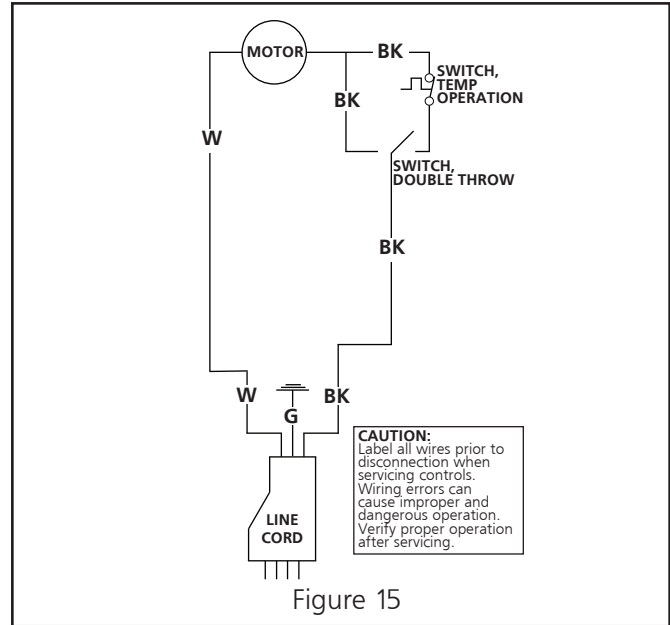 MOTOR
BK
SWITCH,
TEMP
OPERATION
BK
W
SWITCH,
DOUBLE THROW
BK
W
G
BK
CAUTION:
Label all wires prior to
disconnection when
servicing controls.
Wiring errors can
cause improper and
dangerous operation.
Verify proper operation
after servicing.
LINE
CORD
Figure 15